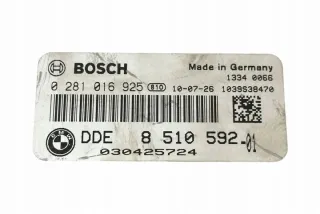 BOSCH
Made in Germany
1334 0066
0 281 016 925 B10 10-07-26 1039S38470
DDE 8 510 592.01
030425724